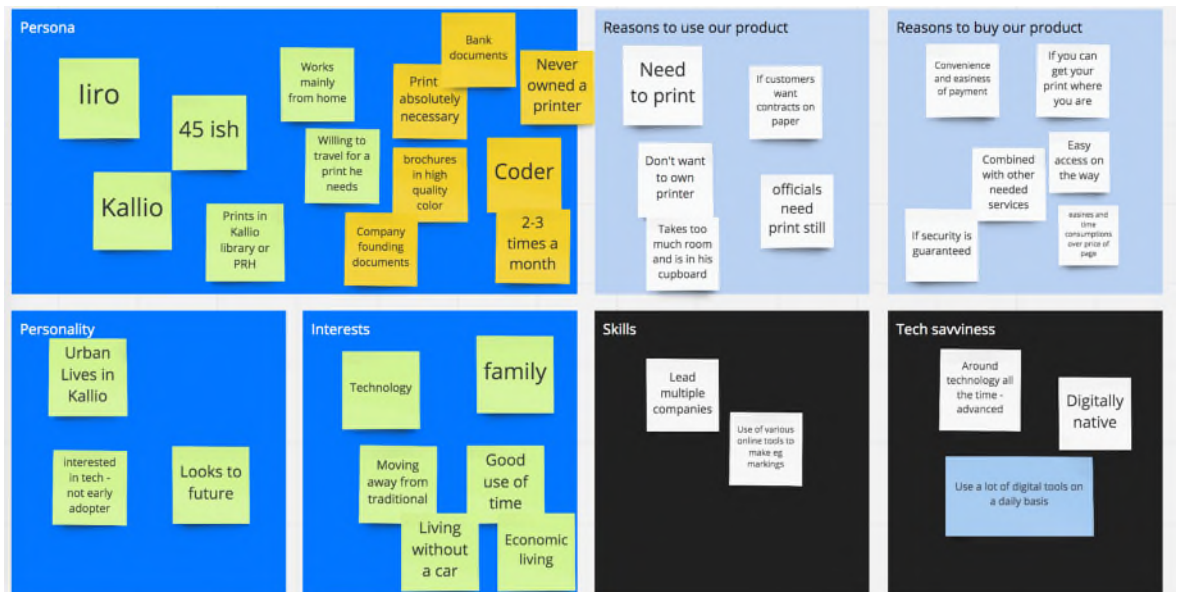 Persona
Iiro
45 ish
Kallio
Prints in
Kallio
library or
PRH
Works
mainly
from home
Willing to
travel for a
print he
needs
Bank
documents
Print
absolutely
necessary
Never
owned a
printer
brochures
in high
quality
color
Coder
Company
founding
documents
2-3
times a
month
Reasons to use our product
Need
to print
If customers
want
contracts on
paper
Don't want
to own
printer
officials
need
print still
Takes too
much room
and is in his
cupboard
Reasons to buy our product
Convenience
and easiness
of payment
If you can
get your
print where
you are
Combined
with other
needed
services
Easy
access on
the way
If security is
guaranteed
easines and
time
consumptions
over price of
page
Personality
Urban
Lives in
Kallio
interested
in tech -
not early
adopter
Looks to
future
Interests
Technology
family
Moving
away from
traditional
Good
use of
time
Living
without
a car
Economic
living
Skills
Lead
multiple
companies
Use of various
online tools to
make eg
markings
Tech savviness
Around
technology all
the time -
advanced
Digitally
native
Use a lot of digital tools on
a daily basis